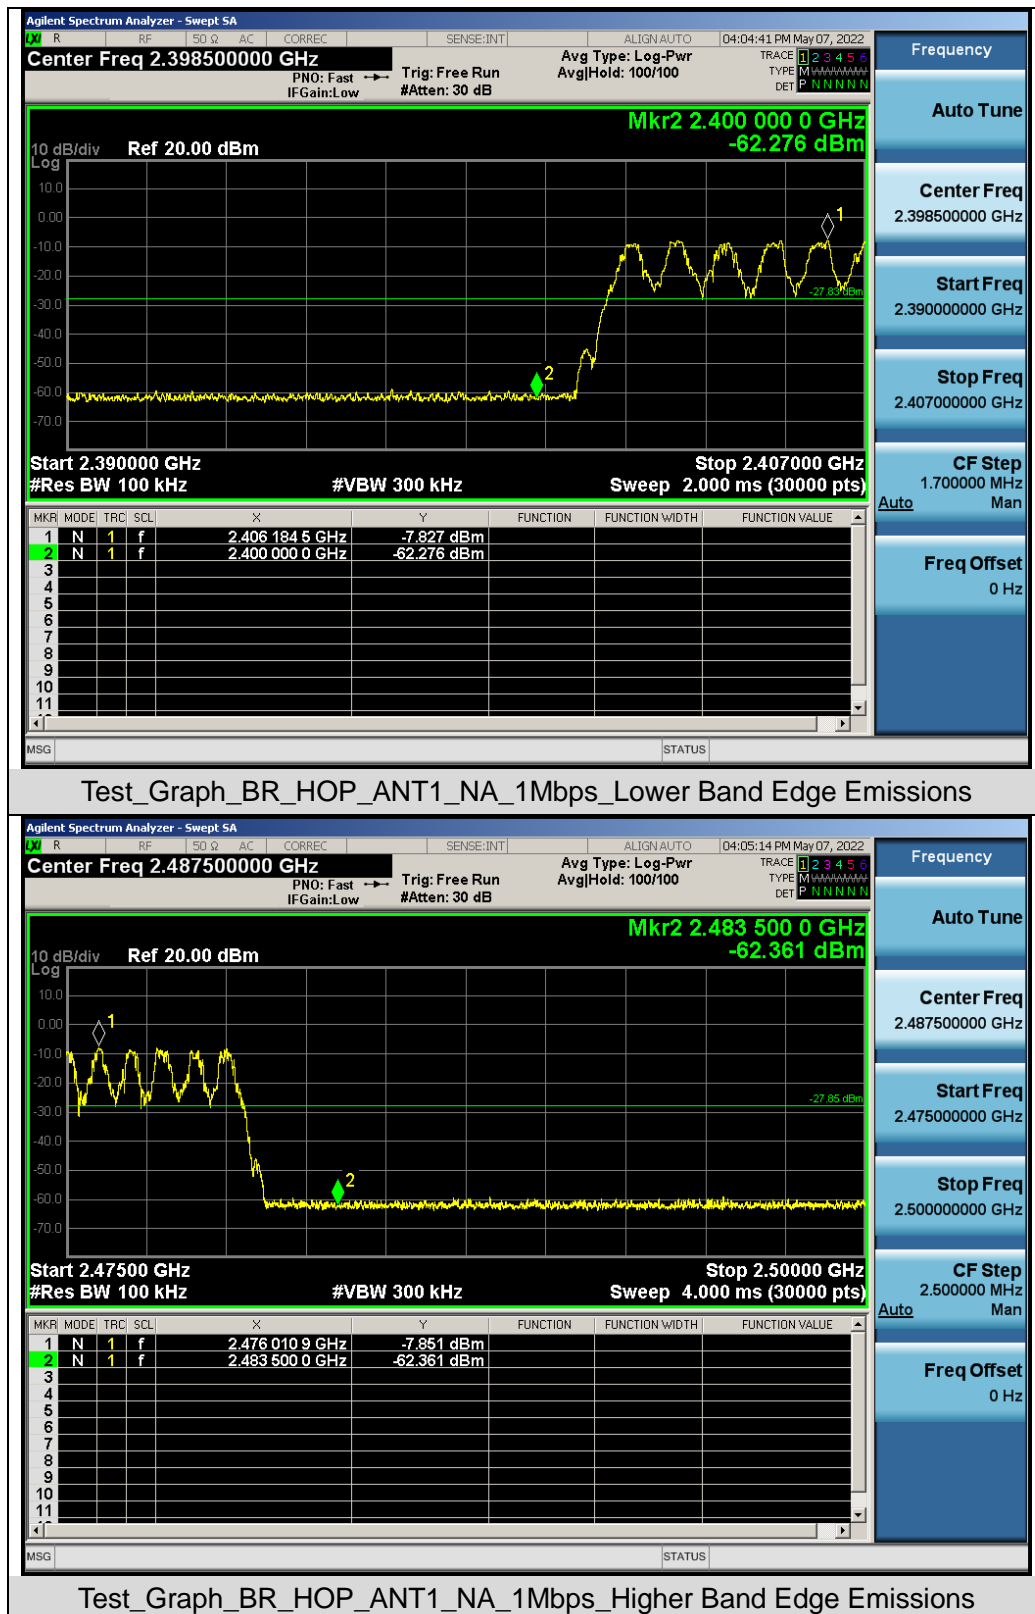 Agilent Spectrum Analyzer - Swept SA
LXI R RF 50 Ω AC CORREC SENSE:INT ALIGN AUTO 04:04:41 PM May 07, 2022
Center Freq 2.398500000 GHz
PNO: Fast
IFGain:Low
Trig: Free Run
#Atten: 30 dB
Avg Type: Log-Pwr
Avg|Hold: 100/100
TRACE 1 2 3 4 5 6
TYPE M WWWWW
DET P N N N N N
Frequency
Auto Tune
Center Freq
2.398500000 GHz
Start Freq
2.390000000 GHz
Stop Freq
2.407000000 GHz
CF Step
1.700000 MHz
Auto Man
Freq Offset
0 Hz
Mkr2 2.400 000 0 GHz
-62.276 dBm
10 dB/div Ref 20.00 dBm
Log
10.0
0.00
-10.0
-20.0
-30.0
-40.0
-50.0
-60.0
-70.0
1
-27.83 dBm
2
Start 2.390000 GHz Stop 2.407000 GHz
#Res BW 100 kHz #VBW 300 kHz Sweep 2.000 ms (30000 pts)
MKR MODE TRC SCL X Y FUNCTION FUNCTION WIDTH FUNCTION VALUE
1 N 1 f 2.406 184 5 GHz -7.827 dBm
2 N 1 f 2.400 000 0 GHz -62.276 dBm
3
4
5
6
7
8
9
10
11
MSG STATUS
Test_Graph_BR_HOP_ANT1_NA_1Mbps_Lower Band Edge Emissions
Agilent Spectrum Analyzer - Swept SA
LXI R RF 50 Ω AC CORREC SENSE:INT ALIGN AUTO 04:05:14 PM May 07, 2022
Center Freq 2.487500000 GHz
PNO: Fast
IFGain:Low
Trig: Free Run
#Atten: 30 dB
Avg Type: Log-Pwr
Avg|Hold: 100/100
TRACE 1 2 3 4 5 6
TYPE M WWWWW
DET P N N N N N
Frequency
Auto Tune
Center Freq
2.487500000 GHz
Start Freq
2.475000000 GHz
Stop Freq
2.500000000 GHz
CF Step
2.500000 MHz
Auto Man
Freq Offset
0 Hz
Mkr2 2.483 500 0 GHz
-62.361 dBm
10 dB/div Ref 20.00 dBm
Log
10.0
0.00
-10.0
-20.0
-30.0
-40.0
-50.0
-60.0
-70.0
1
-27.85 dBm
2
Start 2.47500 GHz Stop 2.50000 GHz
#Res BW 100 kHz #VBW 300 kHz Sweep 4.000 ms (30000 pts)
MKR MODE TRC SCL X Y FUNCTION FUNCTION WIDTH FUNCTION VALUE
1 N 1 f 2.476 010 9 GHz -7.851 dBm
2 N 1 f 2.483 500 0 GHz -62.361 dBm
3
4
5
6
7
8
9
10
11
MSG STATUS
Test_Graph_BR_HOP_ANT1_NA_1Mbps_Higher Band Edge Emissions